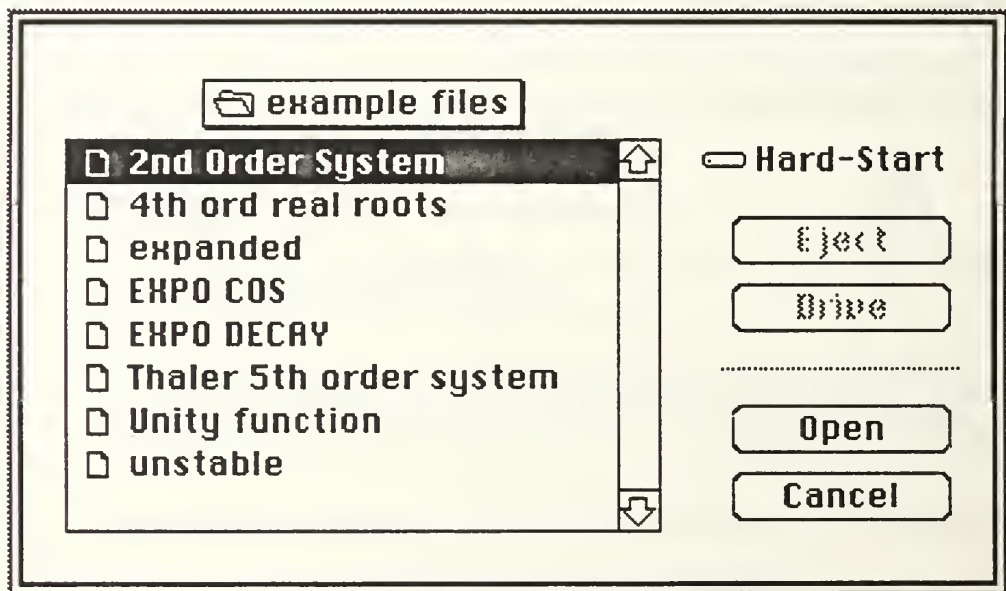 example files
2nd Order System
4th ord real roots
expanded
EXPO COS
EXPO DECAY
Thaler 5th order system
Unity function
unstable
Hard-Start
Eject
Drive
Open
Cancel